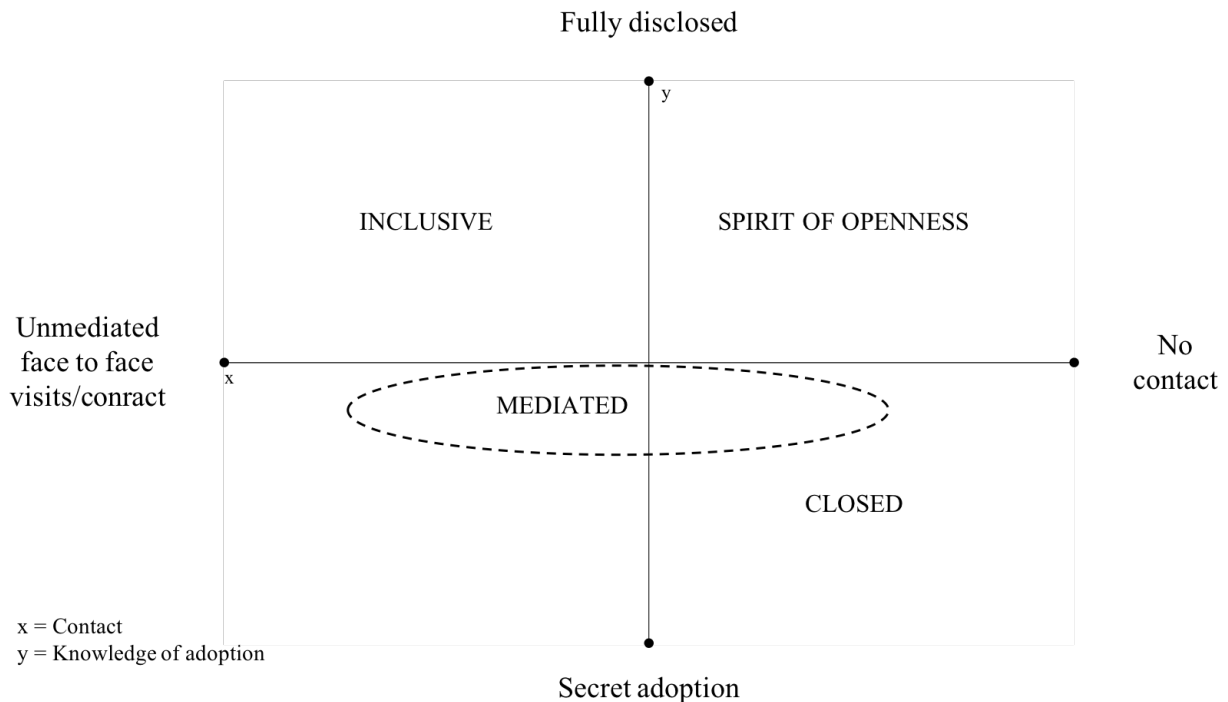 Fully disclosed
y
INCLUSIVE
SPIRIT OF OPENNESS
Unmediated
face to face
visits/conract
x
No
contact
MEDIATED
CLOSED
x = Contact
y = Knowledge of adoption
Secret adoption